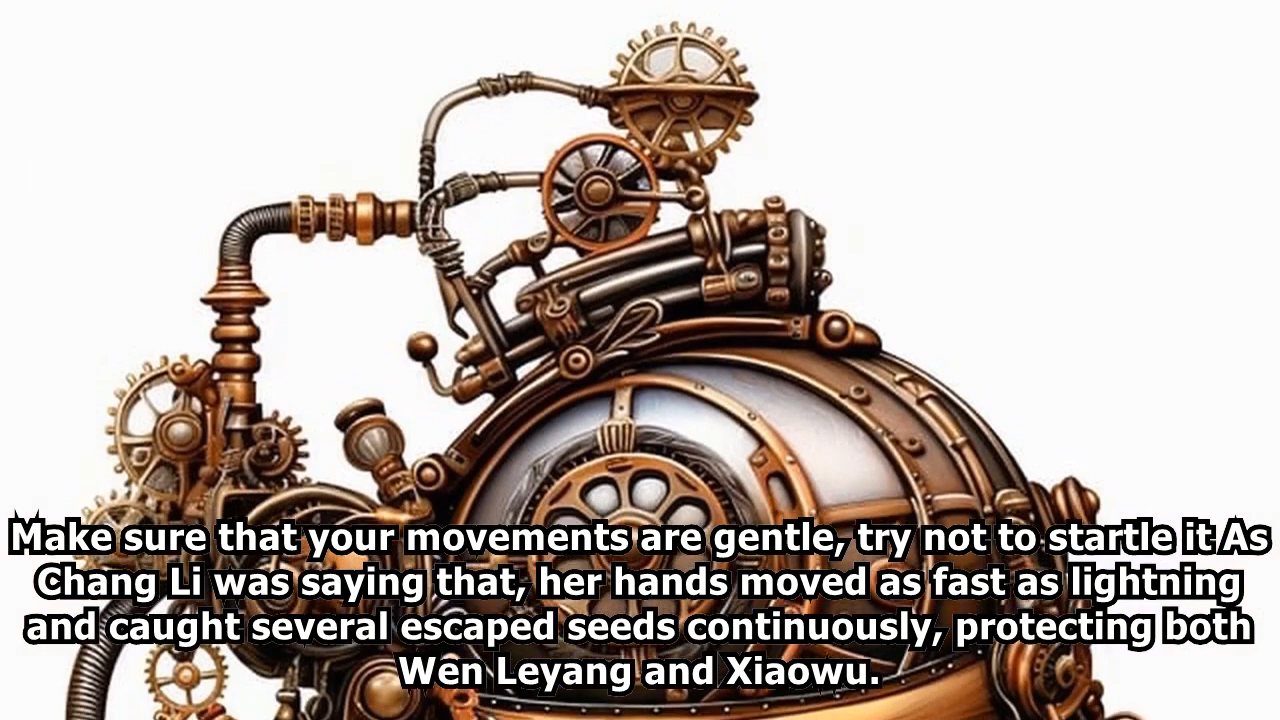 Make sure that your movements are gentle, try not to startle it As
Chang Li was saying that, her hands moved as fast as lightning
and caught several escaped seeds continuously, protecting both
Wen Leyang and Xiaowu.